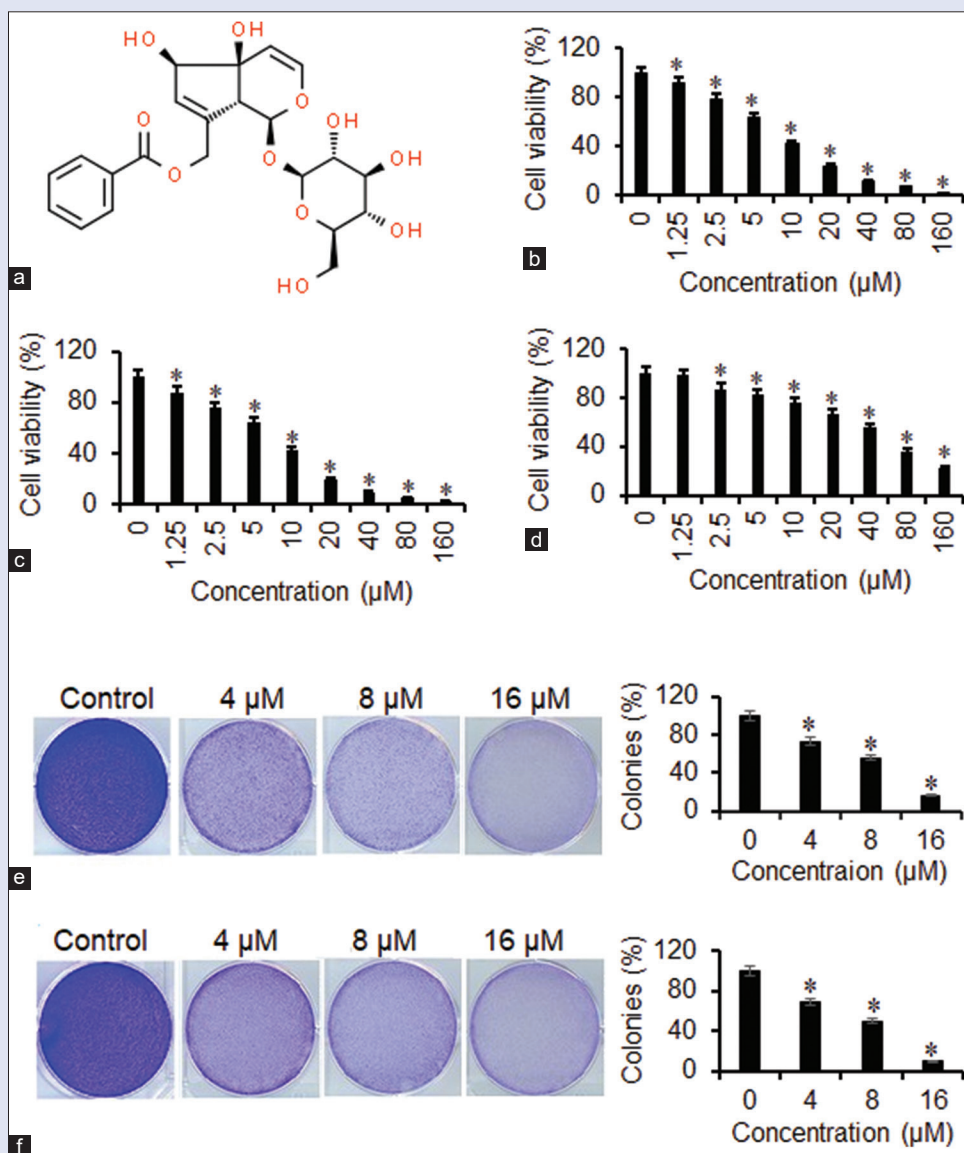 HO
OH
O
O
OH
O
O
OH
O
OH
HO
a
Cell viability (%)
120
80
40
0
* * * * * * * *
0 1.25 2.5 5 10 20 40 80 160
Concentration (µM)
b
Cell viability (%)
120
80
40
0
* * * * * * * *
0 1.25 2.5 5 10 20 40 80 160
Concentration (µM)
c
Cell viability (%)
120
80
40
0
* * * * * * *
0 1.25 2.5 5 10 20 40 80 160
Concentration (µM)
d
Control 4 µM 8 µM 16 µM
e
Colonies (%)
120
80
40
0
* * *
0 4 8 16
Concentraion (µM)
Control 4 µM 8 µM 16 µM
f
Colonies (%)
120
80
40
0
* * *
0 4 8 16
Concentration (µM)